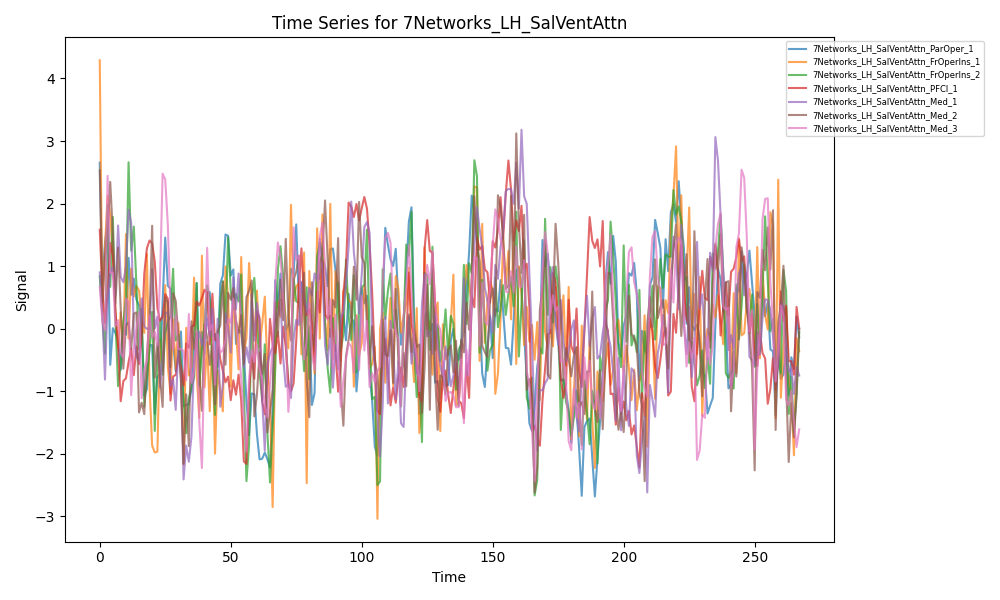 Time Series for 7Networks_LH_SalVentAttn
7Networks_LH_SalVentAttn_ParOper_1
7Networks_LH_SalVentAttn_FrOperIns_1
7Networks_LH_SalVentAttn_FrOperIns_2
7Networks_LH_SalVentAttn_PFCl_1
7Networks_LH_SalVentAttn_Med_1
7Networks_LH_SalVentAttn_Med_2
7Networks_LH_SalVentAttn_Med_3
4
3
2
1
0
−1
−2
−3
Signal
0 50 100 150 200 250
Time